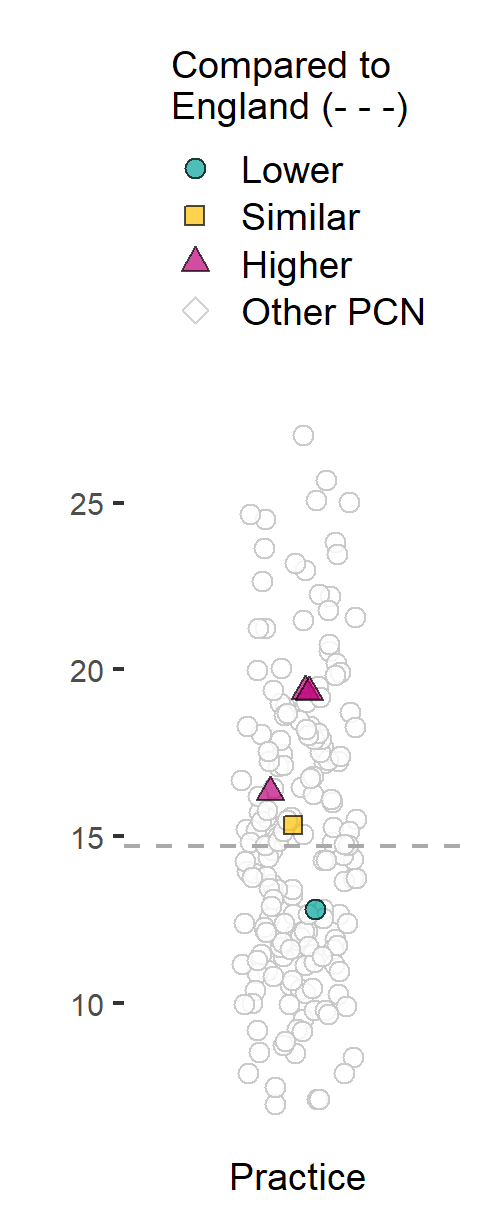 Compared to
England (- - -)
Lower
Similar
Higher
Other PCN
25
20
15
10
Practice